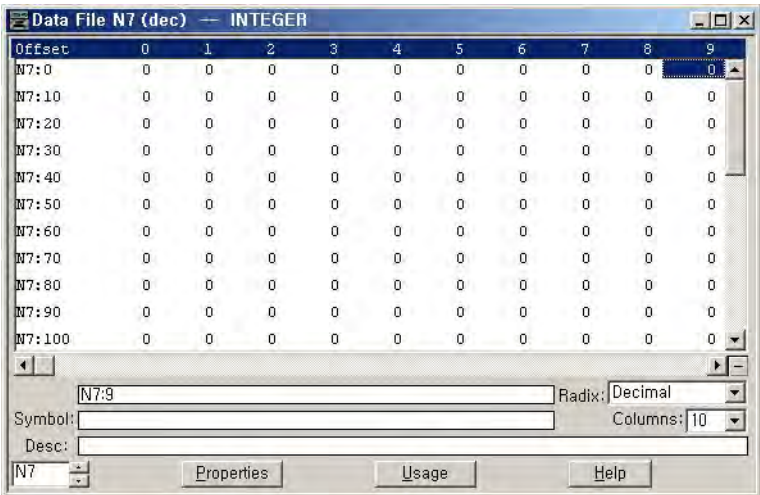 Data File N7 (dec) -- INTEGER
Offset 0 1 2 3 4 5 6 7 8 9
N7:0 0 0 0 0 0 0 0 0 0 0
N7:10 0 0 0 0 0 0 0 0 0 0
N7:20 0 0 0 0 0 0 0 0 0 0
N7:30 0 0 0 0 0 0 0 0 0 0
N7:40 0 0 0 0 0 0 0 0 0 0
N7:50 0 0 0 0 0 0 0 0 0 0
N7:60 0 0 0 0 0 0 0 0 0 0
N7:70 0 0 0 0 0 0 0 0 0 0
N7:80 0 0 0 0 0 0 0 0 0 0
N7:90 0 0 0 0 0 0 0 0 0 0
N7:100 0 0 0 0 0 0 0 0 0 0
N7:9 Radix: Decimal
Symbol: Columns: 10
Desc:
N7 Properties Usage Help